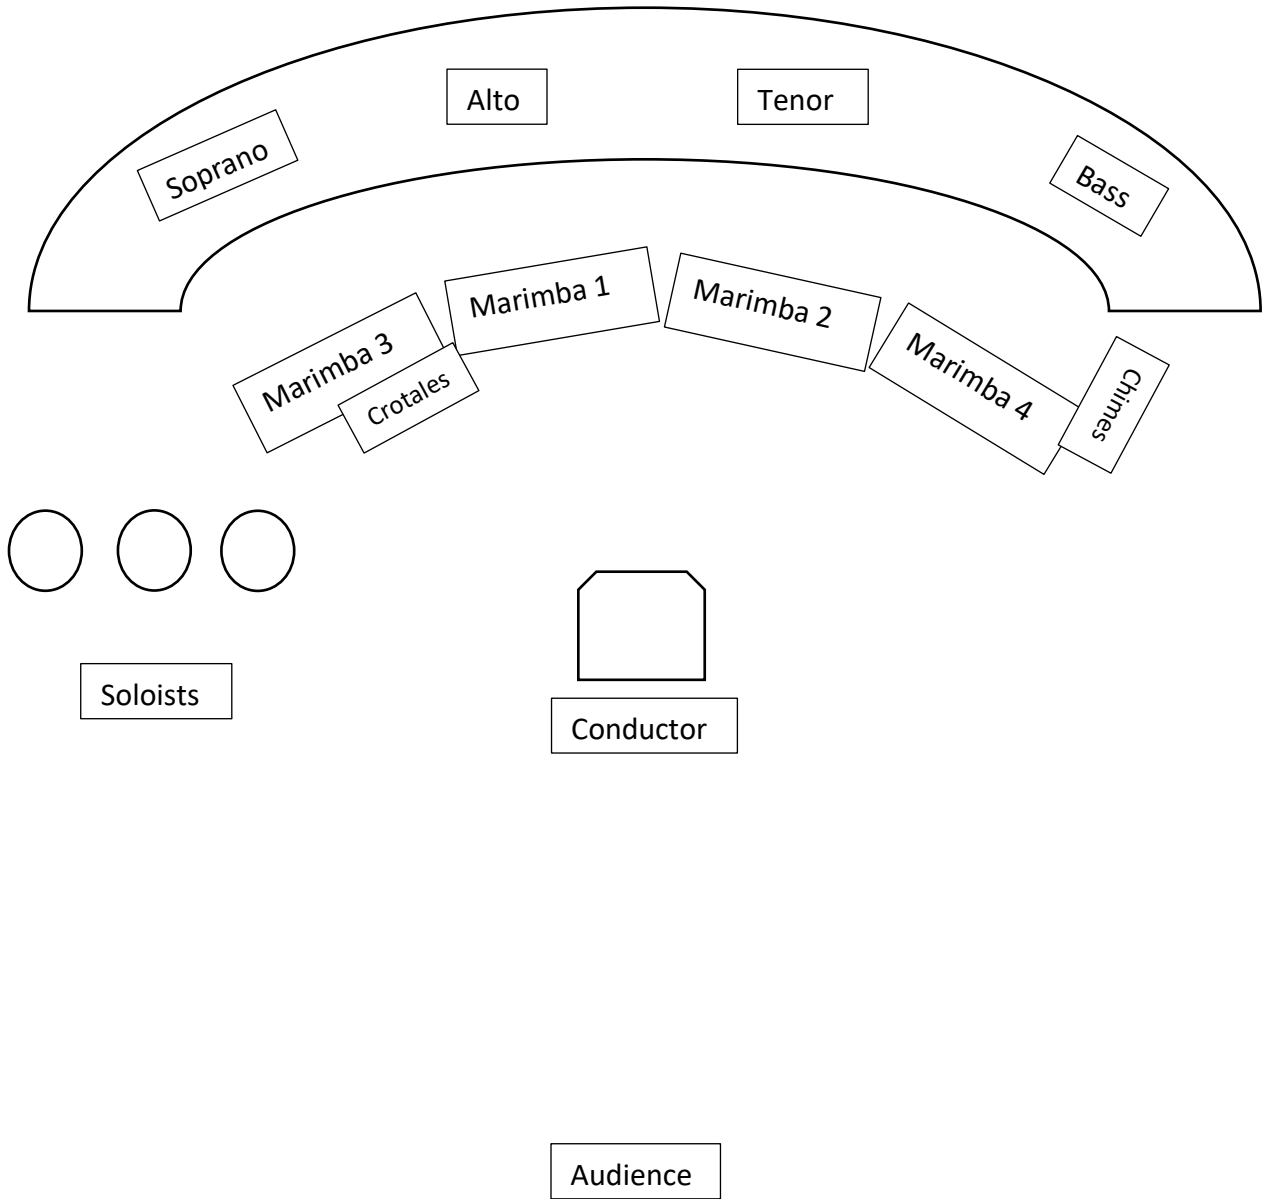 Alto
Tenor
Soprano
Bass
Marimba 1
Marimba 2
Marimba 3
Marimba 4
Crotales
Chimes
Soloists
Conductor
Audience